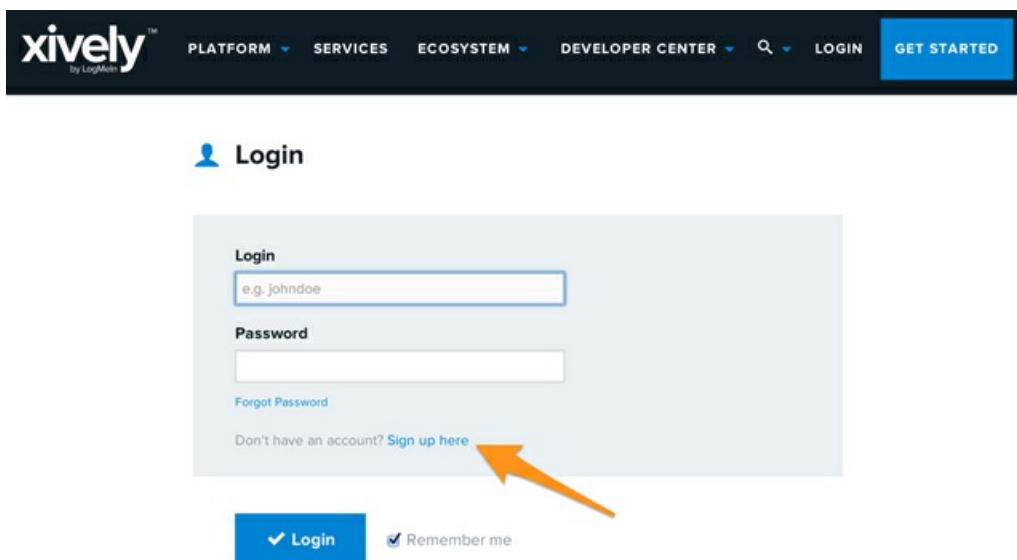 xively™ PLATFORM SERVICES ECOSYSTEM DEVELOPER CENTER LOGIN GET STARTED
by LogMeIn
Login
Login
e.g. johndoe
Password
Forgot Password
Don't have an account? Sign up here
Login Remember me